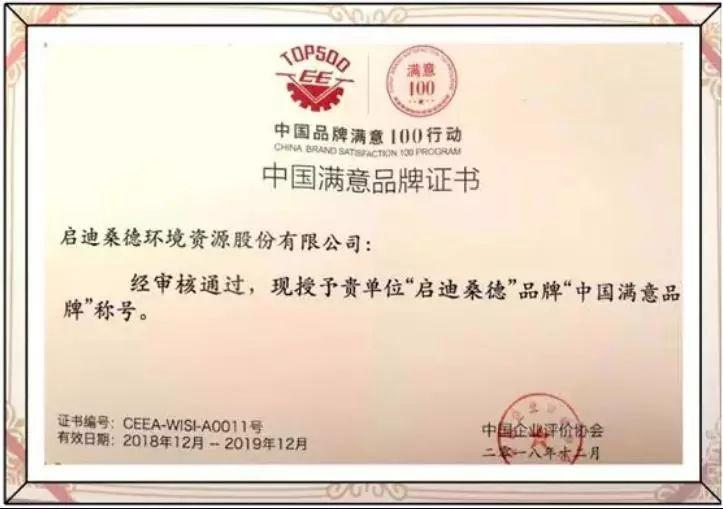 TOP500
EE
满意
100
中国品牌满意100行动
CHINA BRAND SATISFACTION 100 PROGRAM
中国满意品牌证书
启迪桑德环境资源股份有限公司：
经审核通过，现授予贵单位“启迪桑德”品牌“中国满意品
牌”称号。
证书编号：CEEA-WISI-A0011号
有效日期：2018年12月 -- 2019年12月
中国企业评价协会
二〇一八年十二月